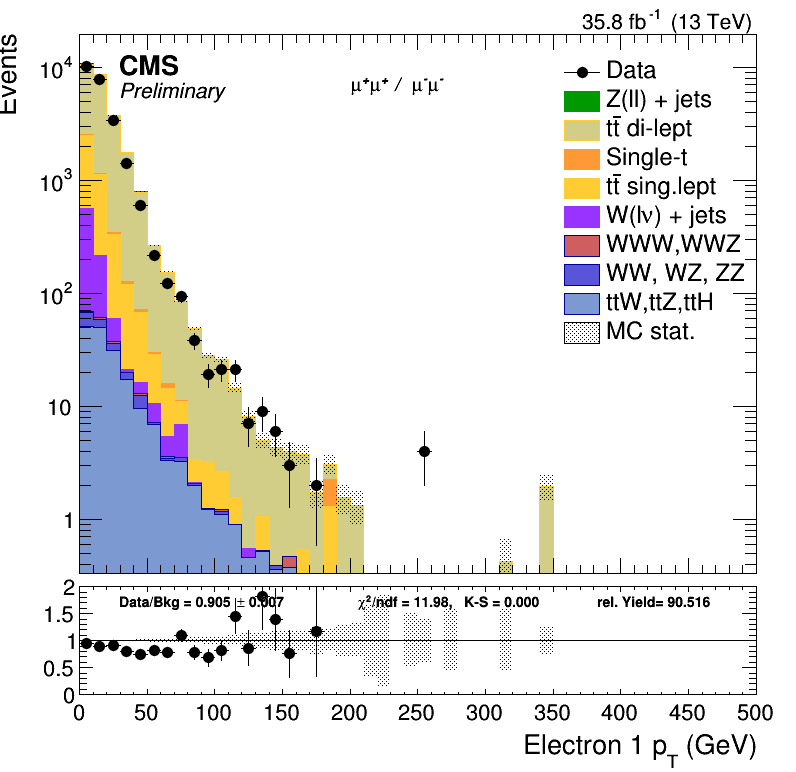 35.8 fb⁻¹ (13 TeV)
Events
CMS
Preliminary
μ⁺μ⁺ / μ⁻μ⁻
Data
Z(ll) + jets
tt̄ di-lept
Single-t
tt̄ sing.lept
W(lν) + jets
WWW,WWZ
WW, WZ, ZZ
ttW,ttZ,ttH
MC stat.
10⁴
10³
10²
10
1
2
1.5
1
0.5
0
Data/Bkg = 0.905 ± 0.007 χ²/ndf = 11.98, K-S = 0.000 rel. Yield= 90.516
0 50 100 150 200 250 300 350 400 450 500
Electron 1 p_T (GeV)